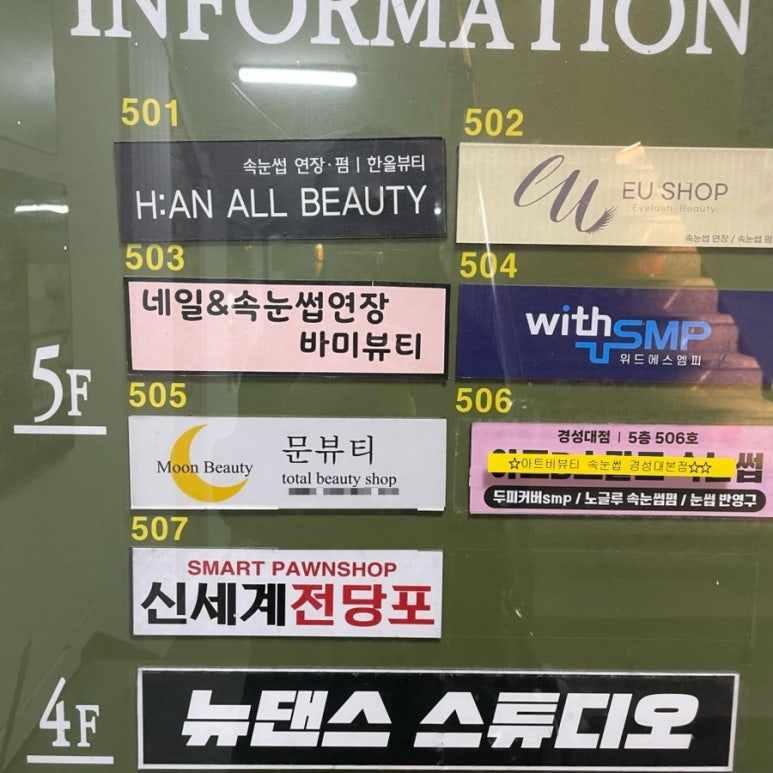 INFORMATION
5F
501
속눈썹 연장·펌 | 한올뷰티
H:AN ALL BEAUTY
502
eu EU SHOP
Eyelash Beauty
속눈썹 연장 / 속눈썹 펌
503
네일&속눈썹연장
바미뷰티
504
with SMP
위드에스엠피
505
Moon Beauty
문뷰티
total beauty shop
506
경성대점 | 5층 506호
☆아트비뷰티 속눈썹 경성대본점☆☆
썹
두피커버smp / 노글루 속눈썹펌 / 눈썹 반영구
507
SMART PAWNSHOP
신세계전당포
4F
뉴댄스 스튜디오